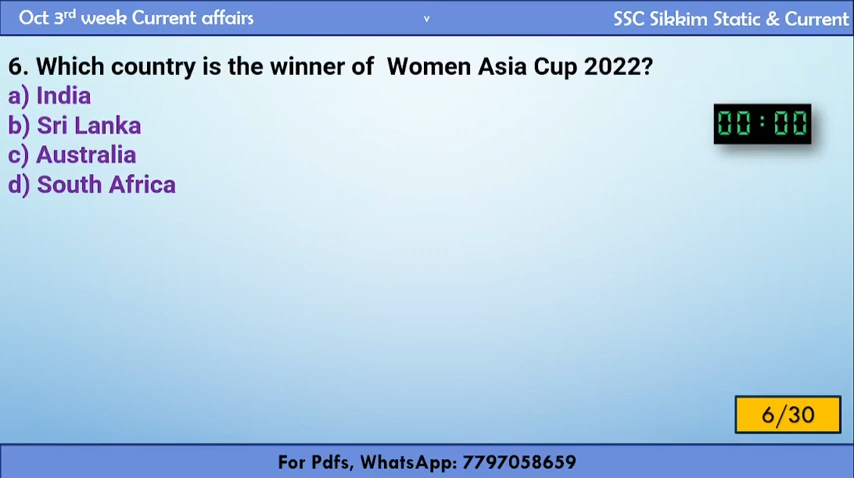 Oct 3rd week Current affairs
v
SSC Sikkim Static & Current
6. Which country is the winner of  Women Asia Cup 2022?
a) India
b) Sri Lanka
c) Australia
d) South Africa
00:00
6/30
For Pdfs, WhatsApp: 7797058659